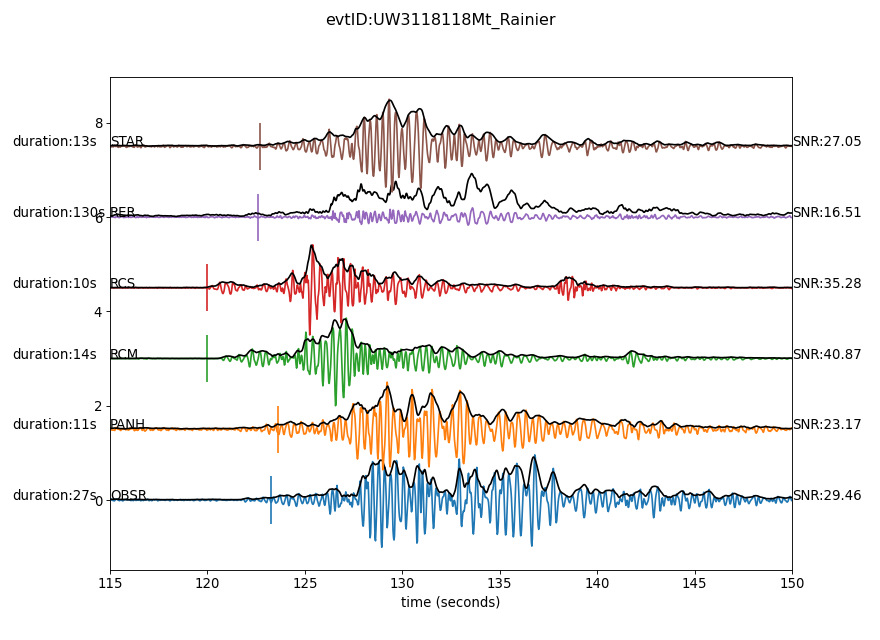 evtID:UW3118118Mt_Rainier
8
duration:13s STAR SNR:27.05
duration:130s RER SNR:16.51
6
duration:10s RCS SNR:35.28
4
duration:14s RCM SNR:40.87
2
duration:11s PANH SNR:23.17
duration:27s OBSR SNR:29.46
0
115 120 125 130 135 140 145 150
time (seconds)